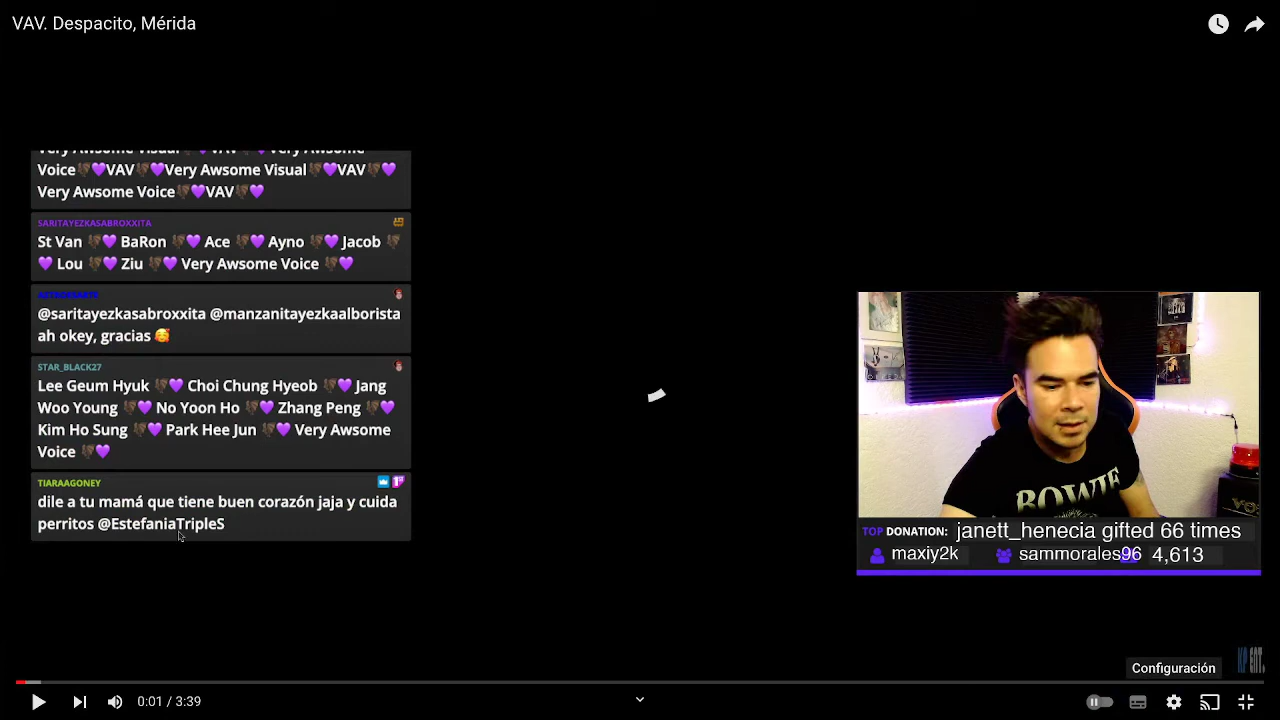 VAV. Despacito, Mérida
Voice🐈‍⬛💜VAV🐈‍⬛💜Very Awsome Visual🐈‍⬛💜VAV🐈‍⬛💜
Very Awsome Voice💜VAV💜
SARITAYEZKASABROXXITA
St Van 💜 BaRon 💜 Ace 💜 Ayno 💜 Jacob
💜 Lou 💜 Ziu 💜 Very Awsome Voice 💜
@saritayezkasabroxxita @manzanitayezkaalborista
ah okey, gracias 🥰
STAR_BLACK27
Lee Geum Hyuk 💜 Choi Chung Hyeob 💜 Jang
Woo Young 💜 No Yoon Ho 💜 Zhang Peng 💜
Kim Ho Sung 💜 Park Hee Jun 💜 Very Awsome
Voice 💜
TIARAAGONEY
dile a tu mamá que tiene buen corazón jaja y cuida
perritos @EstefaniaTripleS
BOWIE
TOP DONATION: janett_henecia gifted 66 times
maxiy2k sammorales96 4,613
Configuración
KP ENT.
0:01 / 3:39